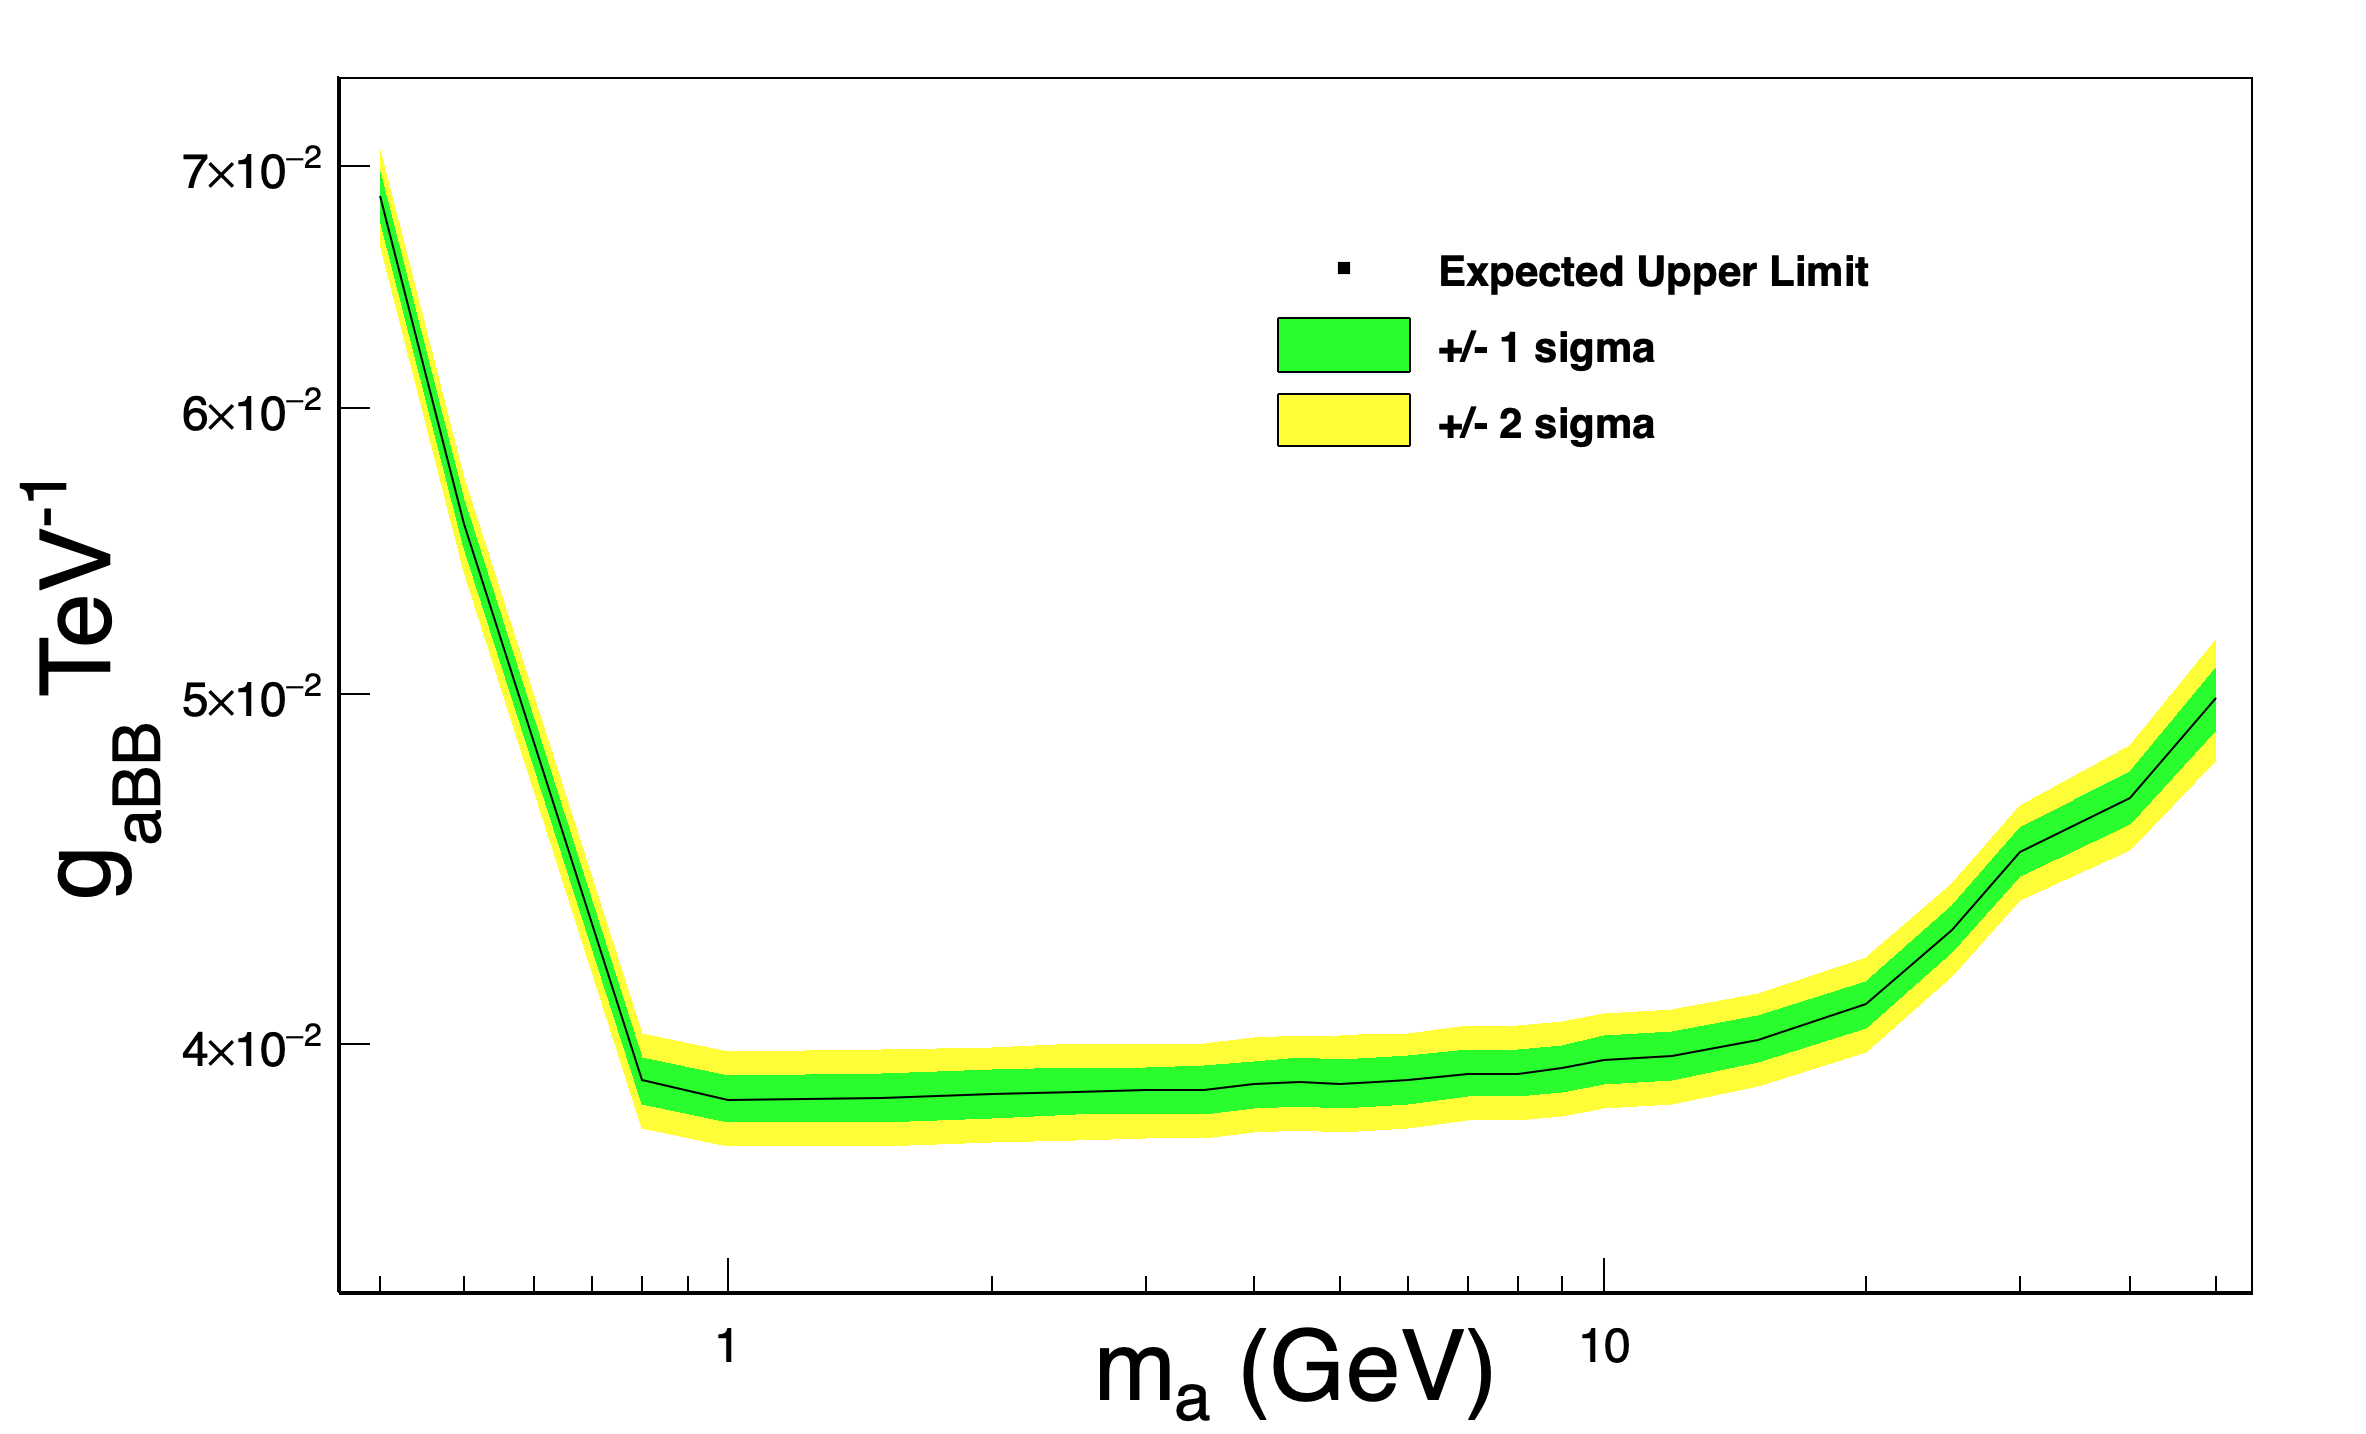 7×10⁻²
6×10⁻²
5×10⁻²
4×10⁻²
g_aBB TeV⁻¹
Expected Upper Limit
+/- 1 sigma
+/- 2 sigma
1
10
m_a (GeV)